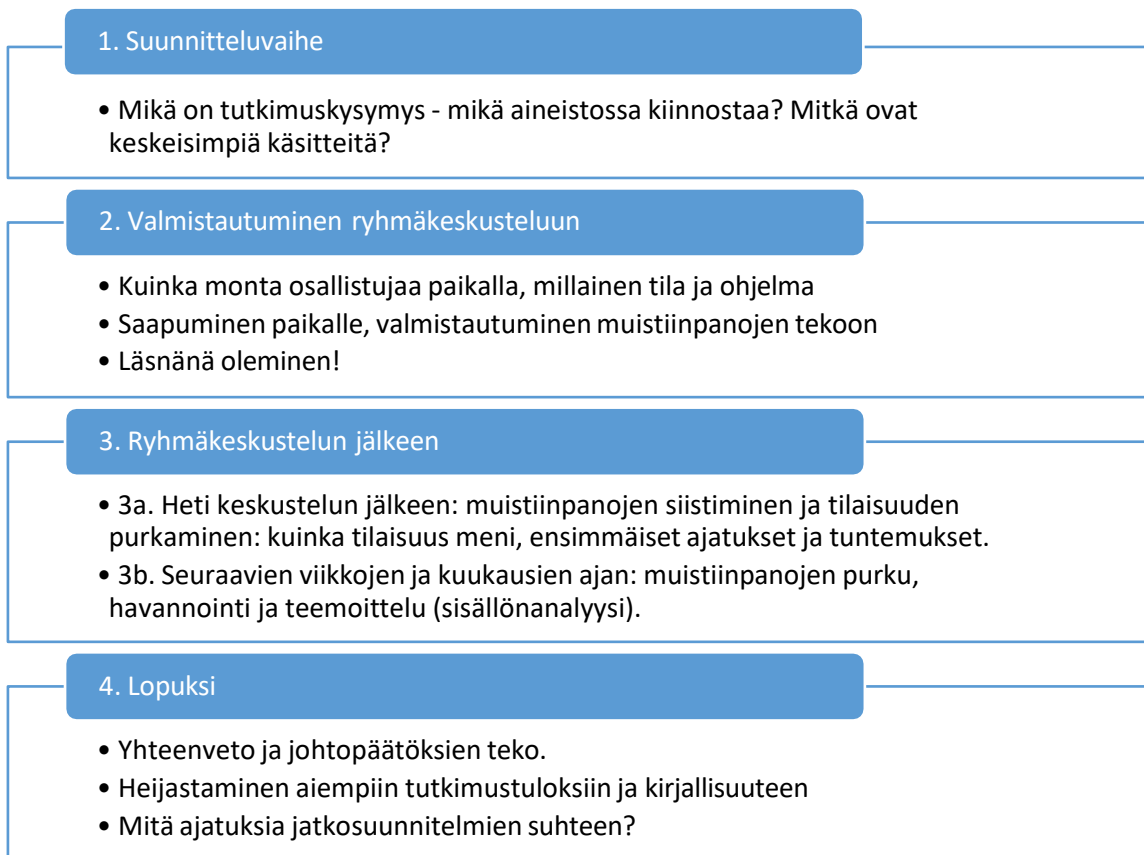 1. Suunnitteluvaihe
• Mikä on tutkimuskysymys - mikä aineistossa kiinnostaa? Mitkä ovat
keskeisimpiä käsitteitä?
2. Valmistautuminen ryhmäkeskusteluun
• Kuinka monta osallistujaa paikalla, millainen tila ja ohjelma
• Saapuminen paikalle, valmistautuminen muistiinpanojen tekoon
• Läsnänä oleminen!
3. Ryhmäkeskustelun jälkeen
• 3a. Heti keskustelun jälkeen: muistiinpanojen siistiminen ja tilaisuuden
purkaminen: kuinka tilaisuus meni, ensimmäiset ajatukset ja tuntemukset.
• 3b. Seuraavien viikkojen ja kuukausien ajan: muistiinpanojen purku,
havannointi ja teemoittelu (sisällönanalyysi).
4. Lopuksi
• Yhteenveto ja johtopäätöksien teko.
• Heijastaminen aiempiin tutkimustuloksiin ja kirjallisuuteen
• Mitä ajatuksia jatkosuunnitelmien suhteen?